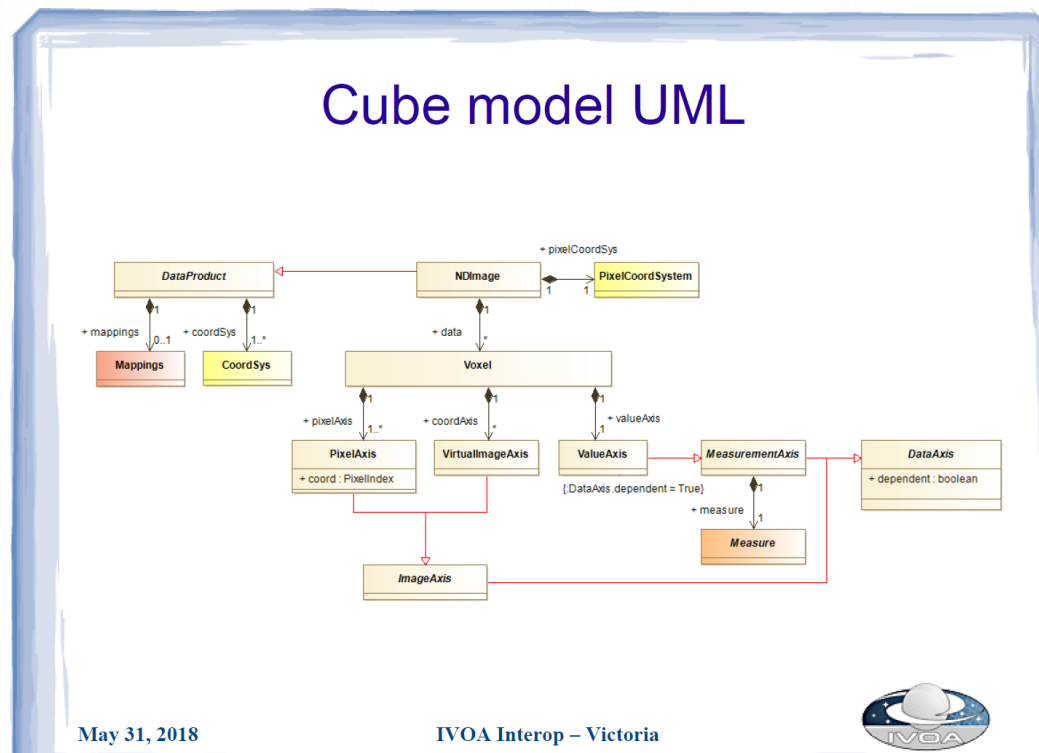 Cube model UML
+ pixelCoordSys
DataProduct
NDImage
PixelCoordSystem
1
1
1
1
1
1
+ mappings
+ coordSys
+ data
0..1
1..*
*
Mappings
CoordSys
Voxel
1
1
1
+ pixelAxis
+ coordAxis
+ valueAxis
1..*
*
1
PixelAxis
VirtualImageAxis
ValueAxis
MeasurementAxis
DataAxis
+ coord : PixelIndex
+ dependent : boolean
{:DataAxis.dependent = True}
1
+ measure
1
Measure
ImageAxis
May 31, 2018
IVOA Interop – Victoria
IVOA